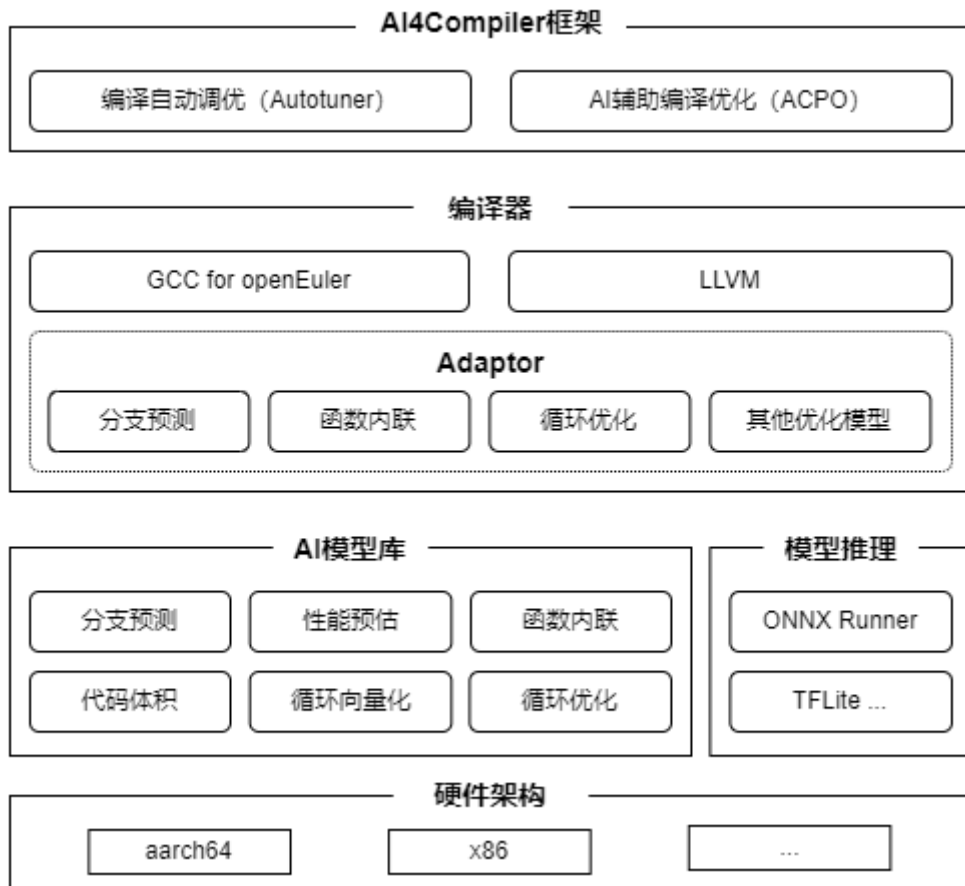 AI4Compiler框架
编译自动调优（Autotuner） AI辅助编译优化（ACPO）
编译器
GCC for openEuler LLVM
Adaptor
分支预测 函数内联 循环优化 其他优化模型
AI模型库 模型推理
分支预测 性能预估 函数内联 ONNX Runner
代码体积 循环向量化 循环优化 TFLite ...
硬件架构
aarch64 x86 ...